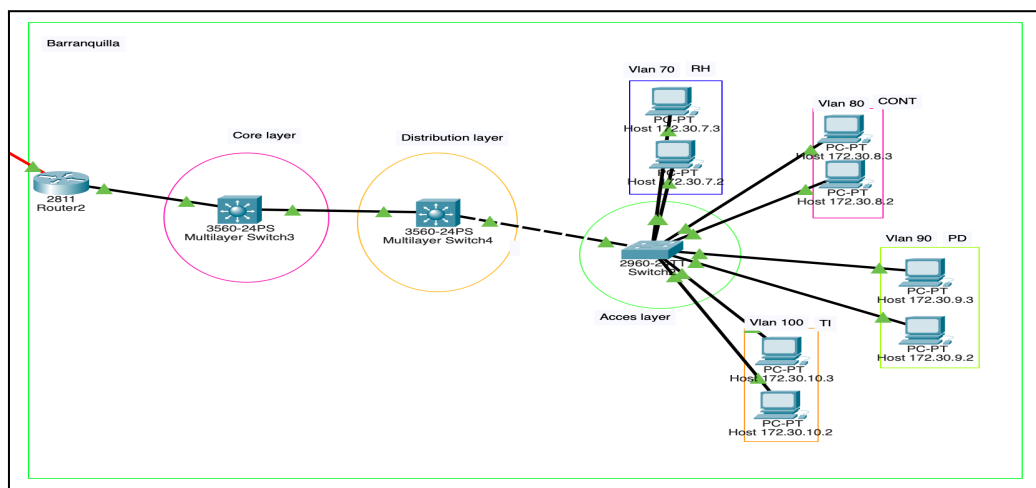 Barranquilla
Vlan 70 RH
PC-PT
Host 172.30.7.3
PC-PT
Host 172.30.7.2
Vlan 80 CONT
PC-PT
Host 172.30.8.3
PC-PT
Host 172.30.8.2
Core layer
Distribution layer
2811
Router2
3560-24PS
Multilayer Switch3
3560-24PS
Multilayer Switch4
Acces layer
Vlan 90 PD
PC-PT
Host 172.30.9.3
PC-PT
Host 172.30.9.2
Vlan 100 TI
PC-PT
Host 172.30.10.3
PC-PT
Host 172.30.10.2